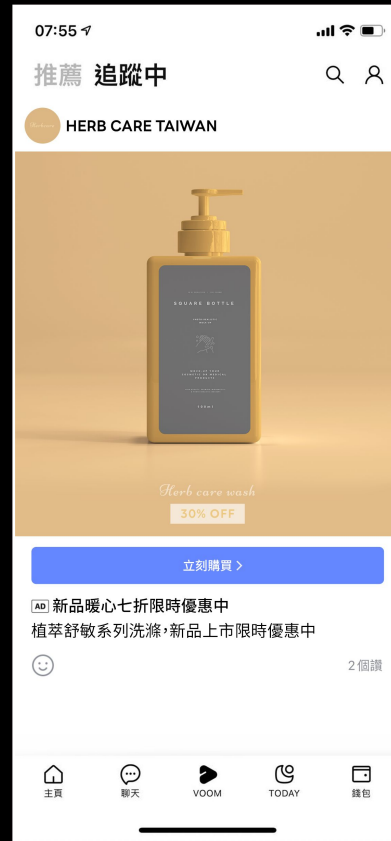 07:55
推薦 追蹤中
HERB CARE TAIWAN
SQUARE BOTTLE
Herb care wash
30% OFF
立刻購買
AD 新品暖心七折限時優惠中
植萃舒敏系列洗滌,新品上市限時優惠中
2 個讚
主頁 聊天 VOOM TODAY 錢包